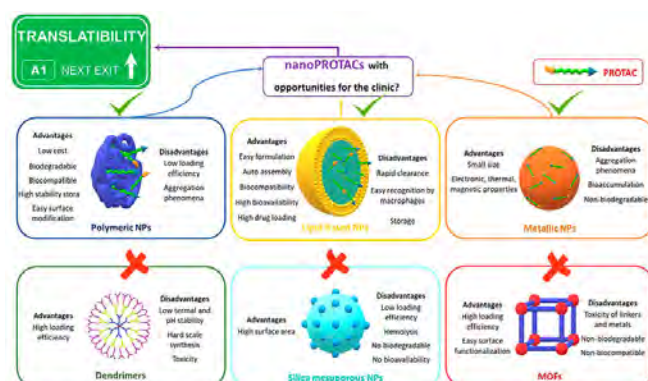 TRANSLATIBILITY
A1 NEXT EXIT
nanoPROTACs with
opportunities for the clinic?
PROTAC
Advantages
Low cost
Biodegradable
Biocompatible
High stability stora
Easy surface
modification
Disadvantages
Low loading
efficiency
Aggregation
phenomena
Polymeric NPs
Advantages
Easy formulation
Auto assembly
Biocompatibility
High bioavailability
High drug loading
Disadvantages
Rapid clearance
Easy recognition by
macrophages
Storage
Lipid-based NPs
Advantages
Small size
Electronic, thermal,
magnetic properties
Disadvantages
Aggregation
phenomena
Bioaccumulation
Non-biodegradable
Metallic NPs
Advantages
High loading
efficiency
Disadvantages
Low termal and
pH stability
Hard scale
synthesis
Toxicity
Dendrimers
Advantages
High surface area
Disadvantages
Low loading
efficiency
Hemolysis
No biodegradable
No bioavailability
Silica mesoporous NPs
Advantages
High loading
efficiency
Easy surface
functionalization
Disadvantages
Toxicity of linkers
and metals
Non-biodegradable
Non-biocompatible
MOFs